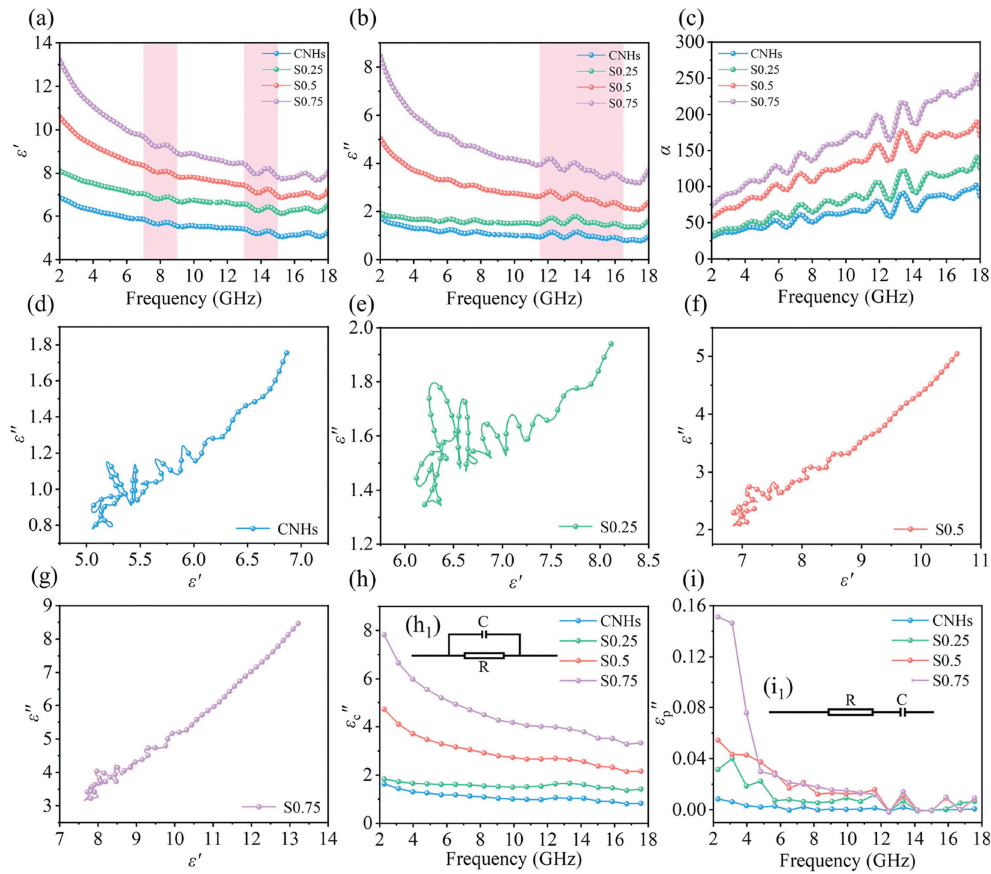 (a)
14
12
10
8
6
4
ε′
2 4 6 8 10 12 14 16 18
Frequency (GHz)
CNHs
S0.25
S0.5
S0.75
(b)
8
6
4
2
0
ε″
2 4 6 8 10 12 14 16 18
Frequency (GHz)
CNHs
S0.25
S0.5
S0.75
(c)
300
250
200
150
100
50
0
α
2 4 6 8 10 12 14 16 18
Frequency (GHz)
CNHs
S0.25
S0.5
S0.75
(d)
1.8
1.6
1.4
1.2
1.0
0.8
ε″
5.0 5.5 6.0 6.5 7.0
ε′
CNHs
(e)
2.0
1.8
1.6
1.4
1.2
ε″
6.0 6.5 7.0 7.5 8.0 8.5
ε′
S0.25
(f)
5
4
3
2
ε″
7 8 9 10 11
ε′
S0.5
(g)
9
8
7
6
5
4
3
ε″
7 8 9 10 11 12 13 14
ε′
S0.75
(h)
8
6
4
2
0
εc″
2 4 6 8 10 12 14 16 18
Frequency (GHz)
(h1)
C
R
CNHs
S0.25
S0.5
S0.75
(i)
0.16
0.12
0.08
0.04
0.00
εp″
2 4 6 8 10 12 14 16 18
Frequency (GHz)
CNHs
S0.25
S0.5
S0.75
(i1)
R C